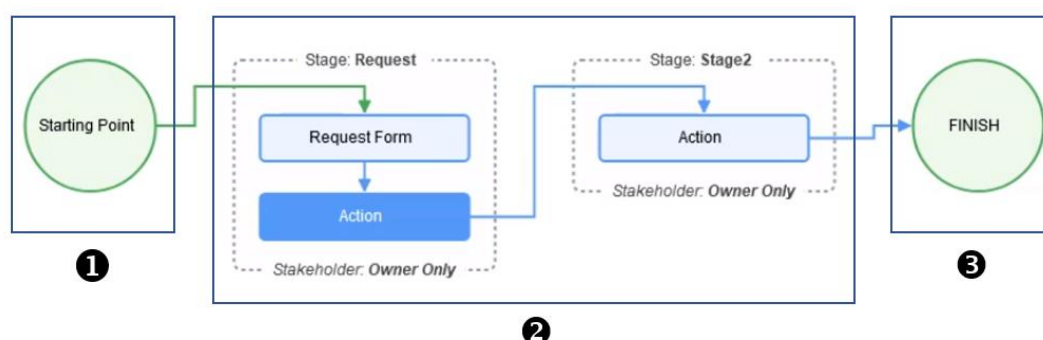 Starting Point
Stage: Request
Request Form
Action
Stakeholder: Owner Only
Stage: Stage2
Action
Stakeholder: Owner Only
FINISH
❶
❷
❸